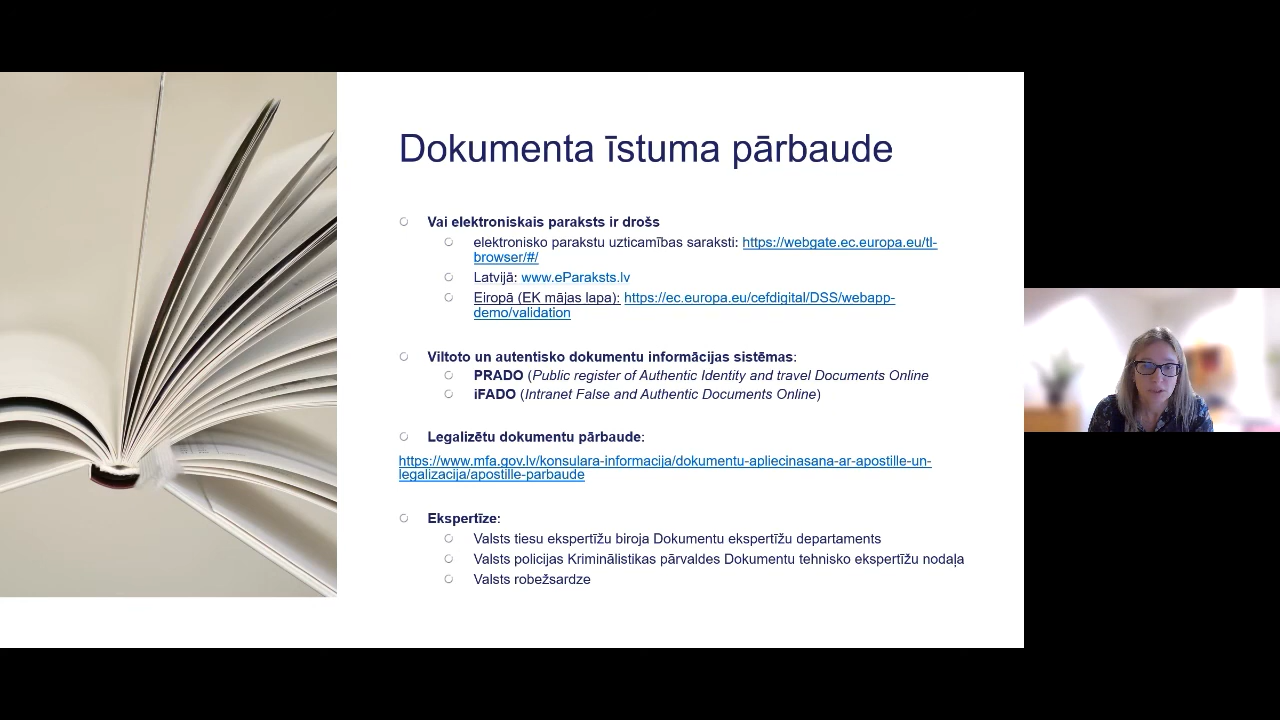 Dokumenta īstuma pārbaude
Vai elektroniskais paraksts ir drošs
elektronisko parakstu uzticamības saraksti: https://webgate.ec.europa.eu/tl-
browser/#/
Latvijā: www.eParaksts.lv
Eiropā (EK mājas lapa): https://ec.europa.eu/cefdigital/DSS/webapp-
demo/validation
Viltoto un autentisko dokumentu informācijas sistēmas:
PRADO (Public register of Authentic Identity and travel Documents Online
iFADO (Intranet False and Authentic Documents Online)
Legalizētu dokumentu pārbaude:
https://www.mfa.gov.lv/konsulara-informacija/dokumentu-apliecinasana-ar-apostille-un-
legalizacija/apostille-parbaude
Ekspertīze:
Valsts tiesu ekspertīžu biroja Dokumentu ekspertīžu departaments
Valsts policijas Kriminālistikas pārvaldes Dokumentu tehnisko ekspertīžu nodaļa
Valsts robežsardze